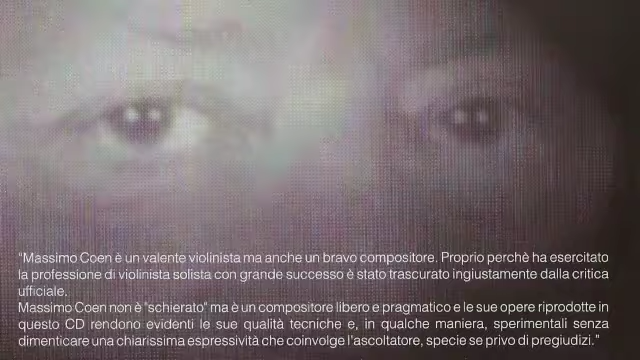 "Massimo Coen è un valente violinista ma anche un bravo compositore. Proprio perchè ha esercitato
la professione di violinista solista con grande successo è stato trascurato ingiustamente dalla critica
ufficiale.
Massimo Coen non è "schierato" ma è un compositore libero e pragmatico e le sue opere riprodotte in
questo CD rendono evidenti le sue qualità tecniche e, in qualche maniera, sperimentali senza
dimenticare una chiarissima espressività che coinvolge l'ascoltatore, specie se privo di pregiudizi."